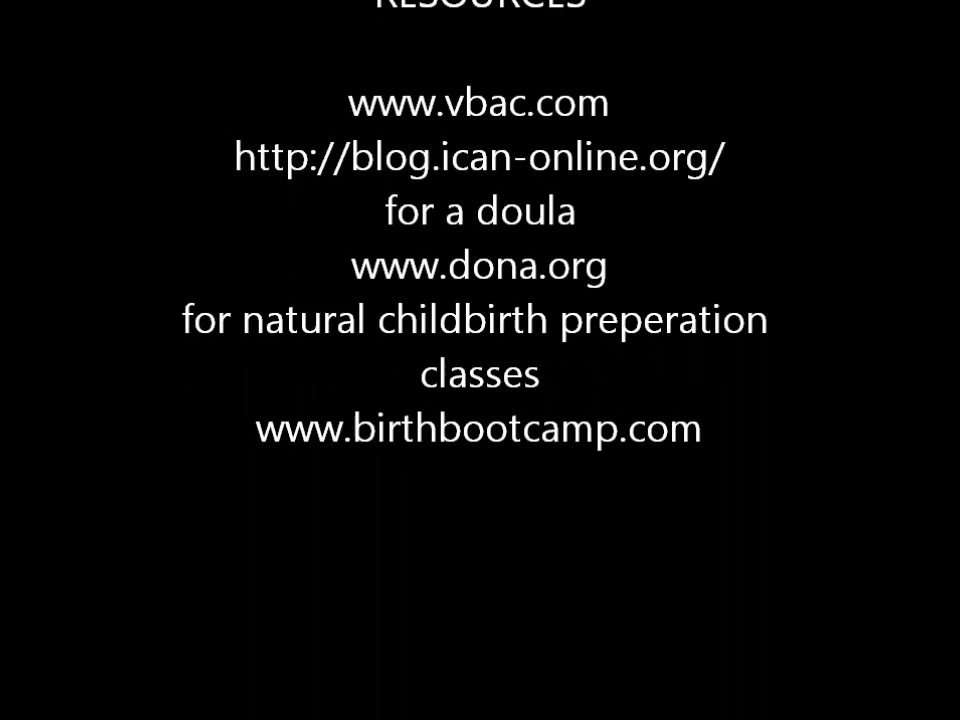 RESOURCES
www.vbac.com
http://blog.ican-online.org/
for a doula
www.dona.org
for natural childbirth preperation
classes
www.birthbootcamp.com